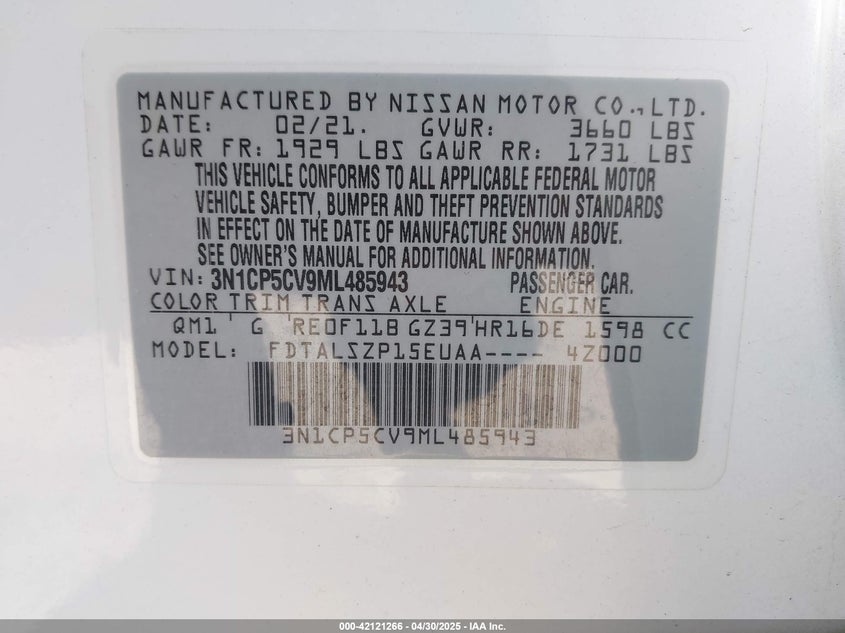 MANUFACTURED BY NISSAN MOTOR CO., LTD.
DATE: 02/21. GVWR: 3660 LBS
GAWR FR: 1929 LBS GAWR RR: 1731 LBS
THIS VEHICLE CONFORMS TO ALL APPLICABLE FEDERAL MOTOR
VEHICLE SAFETY, BUMPER AND THEFT PREVENTION STANDARDS
IN EFFECT ON THE DATE OF MANUFACTURE SHOWN ABOVE.
SEE OWNER'S MANUAL FOR ADDITIONAL INFORMATION.
VIN: 3N1CP5CV9ML485943 PASSENGER CAR.
COLOR TRIM TRANS AXLE ENGINE
QM1 G RE0F11B GZ39 HR16DE 1598 CC
MODEL: FDTALSZP15EUAA---- 4Z000
3N1CP5CV9ML485943
000-42121266 - 04/30/2025 - IAA Inc.